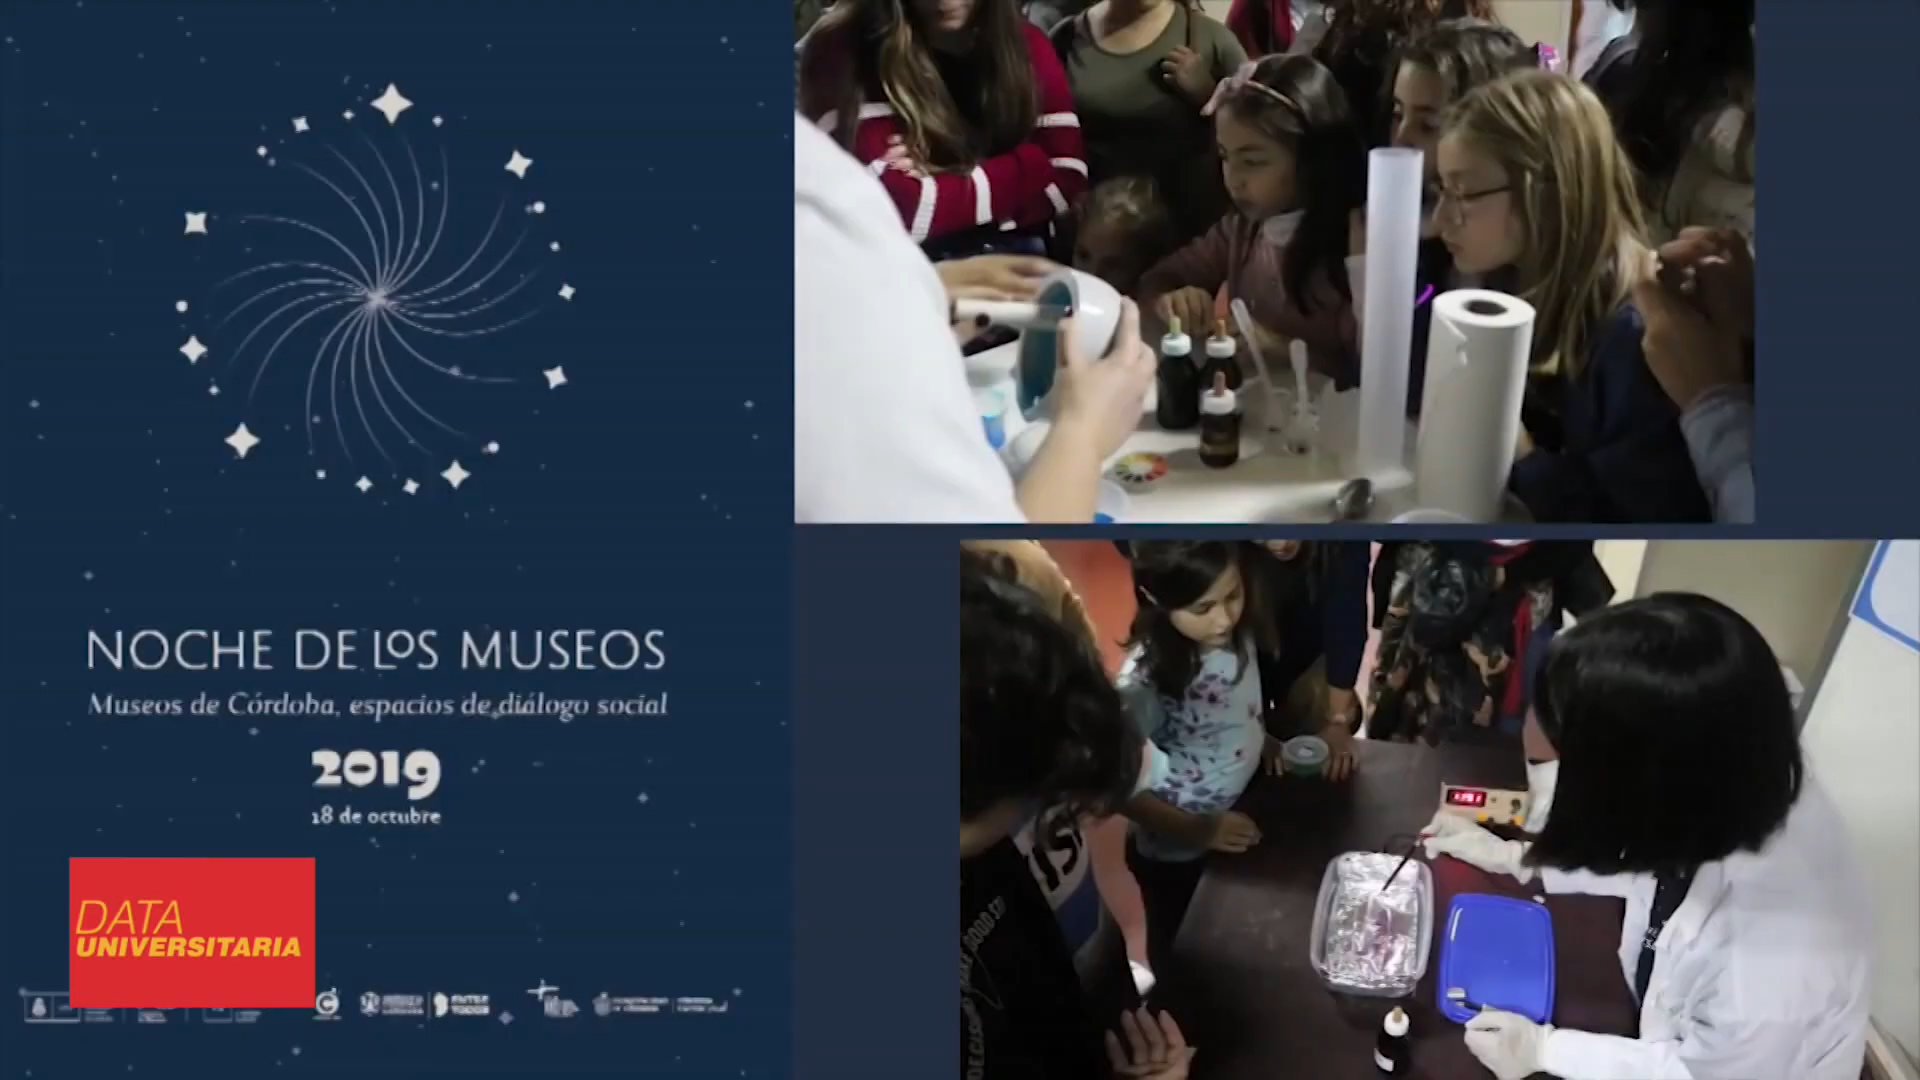 NOCHE DE LOS MUSEOS
Museos de Córdoba, espacios de diálogo social
2019
18 de octubre
DATA
UNIVERSITARIA